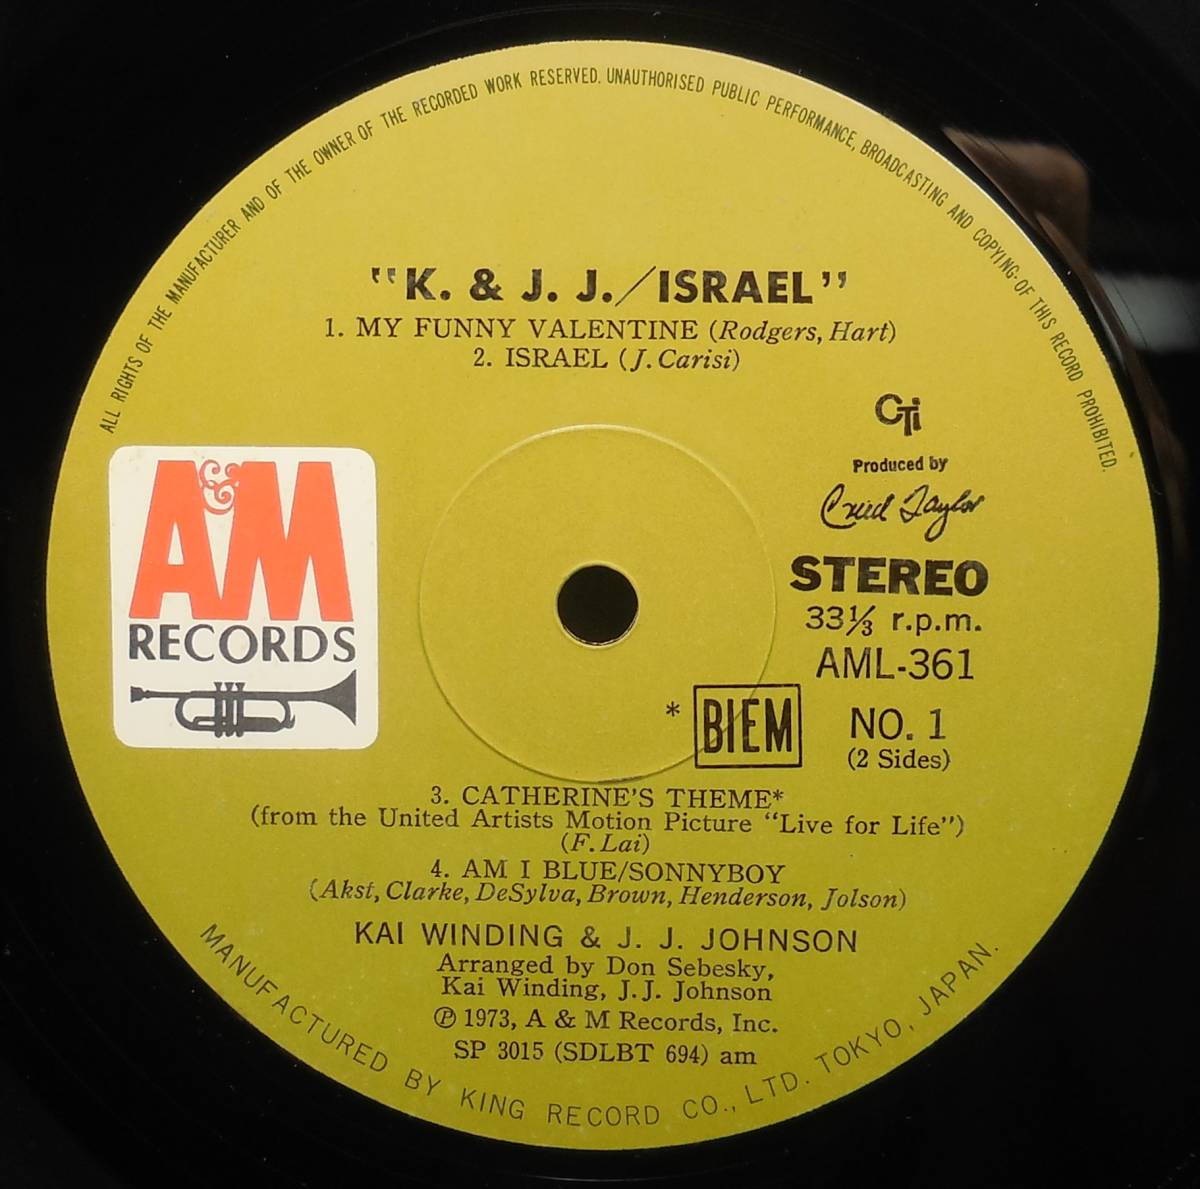 ALL RIGHTS OF THE MANUFACTURER AND OF THE OWNER OF THE RECORDED WORK RESERVED. UNAUTHORISED PUBLIC PERFORMANCE, BROADCASTING AND COPYING OF THIS RECORD PROHIBITED.
"K. & J. J./ISRAEL"
1. MY FUNNY VALENTINE (Rodgers, Hart)
2. ISRAEL (J. Carisi)
CTi
Produced by
Creed Taylor
A&M
RECORDS
STEREO
33⅓ r.p.m.
AML-361
* BIEM
NO. 1
(2 Sides)
3. CATHERINE'S THEME*
(from the United Artists Motion Picture "Live for Life")
(F. Lai)
4. AM I BLUE/SONNYBOY
(Akst, Clarke, DeSylva, Brown, Henderson, Jolson)
KAI WINDING & J. J. JOHNSON
Arranged by Don Sebesky,
Kai Winding, J.J. Johnson
Ⓟ 1973, A & M Records, Inc.
SP 3015 (SDLBT 694) am
MANUFACTURED BY KING RECORD CO., LTD. TOKYO, JAPAN.